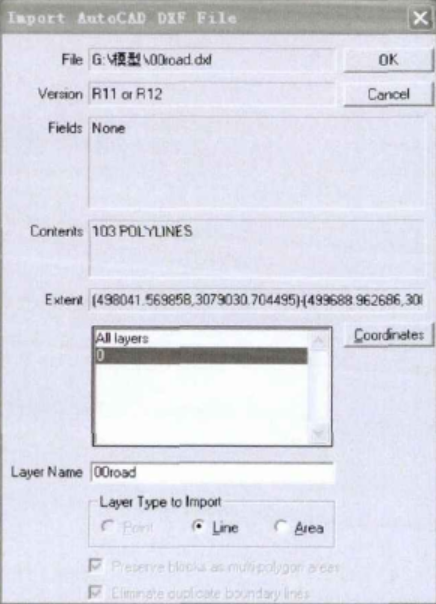 Import AutoCAD DXF File
File G:\模型\00road.dxf OK
Version R11 or R12 Cancel
Fields None
Contents 103 POLYLINES
Extent (498041.569858,3079030.704495)-(499688.962686,308
All layers Coordinates
0
Layer Name 00road
Layer Type to Import
Point Line Area
Preserve blocks as multi-polygon areas
Eliminate duplicate boundary lines